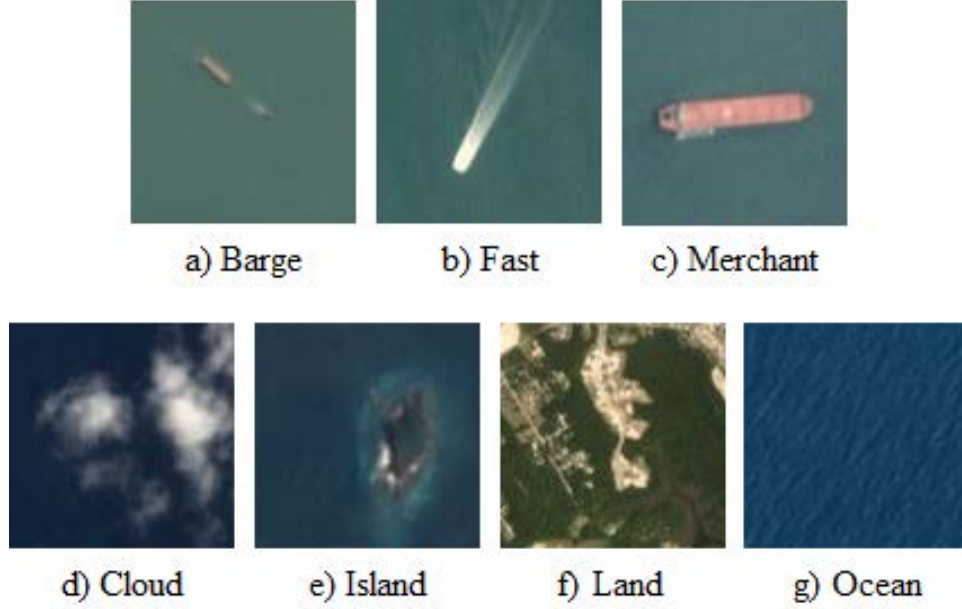 a) Barge
b) Fast
c) Merchant
d) Cloud
e) Island
f) Land
g) Ocean